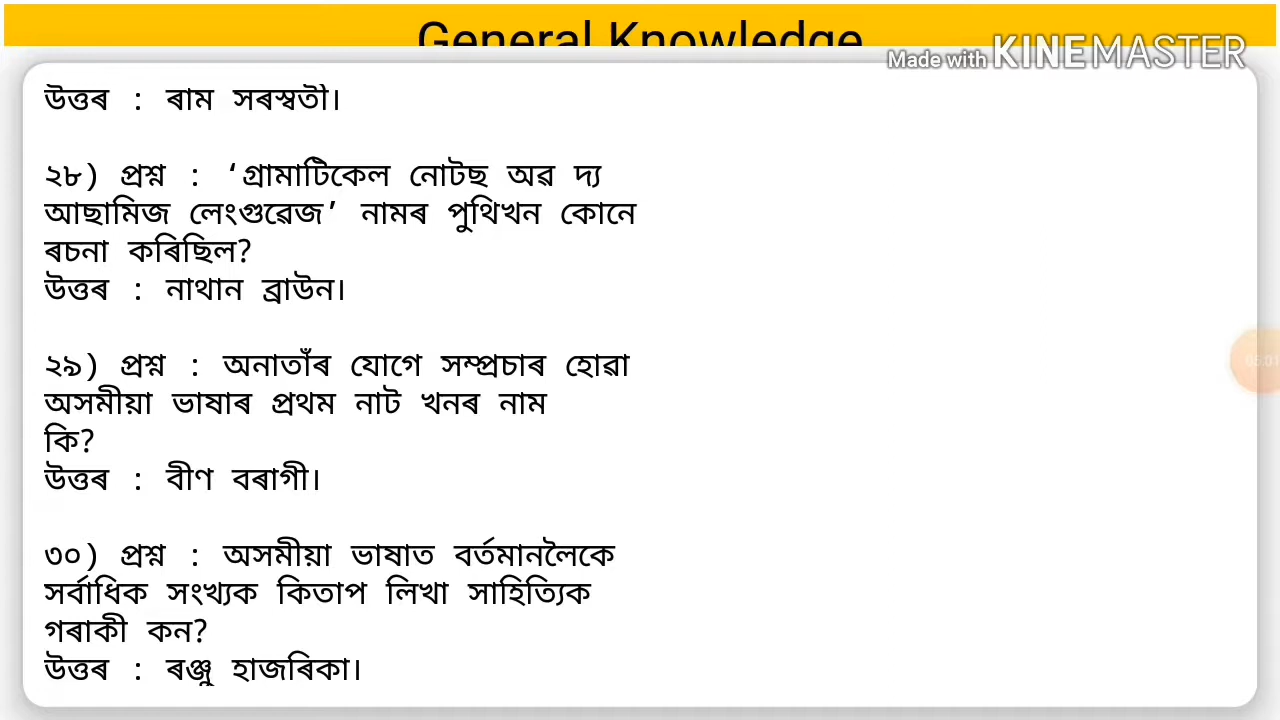 General Knowledge
Made with KINEMASTER
উত্তৰ : ৰাম সৰস্বতী।
২৮) প্ৰশ্ন : ‘গ্ৰামাটিকেল নোটছ অৱ দ্য
আছামিজ লেংগুৱেজ’ নামৰ পুথিখন কোনে
ৰচনা কৰিছিল?
উত্তৰ : নাথান ব্ৰাউন।
২৯) প্ৰশ্ন : অনাতাঁৰ যোগে সম্প্ৰচাৰ হোৱা
অসমীয়া ভাষাৰ প্ৰথম নাট খনৰ নাম
কি?
উত্তৰ : বীণ বৰাগী।
৩০) প্ৰশ্ন : অসমীয়া ভাষাত বৰ্তমানলৈকে
সৰ্বাধিক সংখ্যক কিতাপ লিখা সাহিত্যিক
গৰাকী কন?
উত্তৰ : ৰঞ্জু হাজৰিকা।
05:01